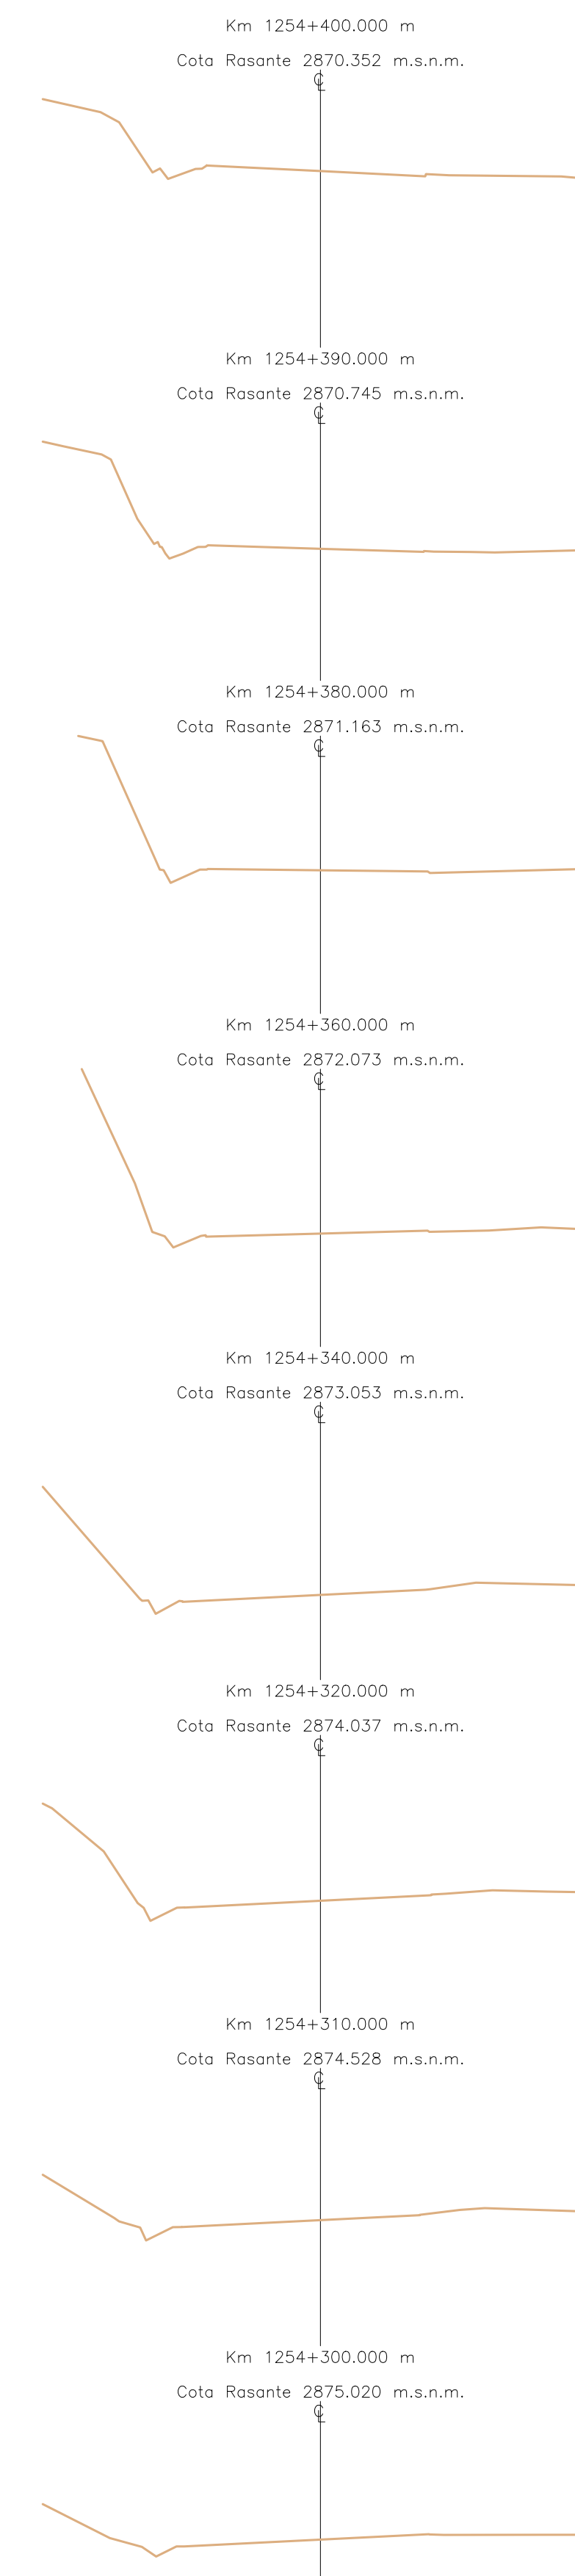 Km 1254+400.000 m
Cota Rasante 2870.352 m.s.n.m.
℄
Km 1254+390.000 m
Cota Rasante 2870.745 m.s.n.m.
℄
Km 1254+380.000 m
Cota Rasante 2871.163 m.s.n.m.
℄
Km 1254+360.000 m
Cota Rasante 2872.073 m.s.n.m.
℄
Km 1254+340.000 m
Cota Rasante 2873.053 m.s.n.m.
℄
Km 1254+320.000 m
Cota Rasante 2874.037 m.s.n.m.
℄
Km 1254+310.000 m
Cota Rasante 2874.528 m.s.n.m.
℄
Km 1254+300.000 m
Cota Rasante 2875.020 m.s.n.m.
℄